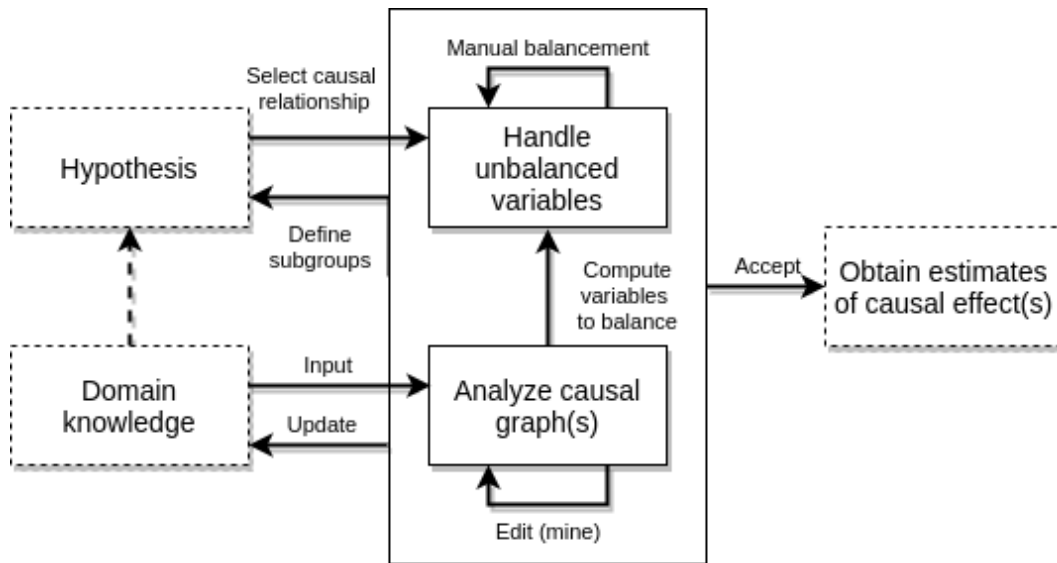 Manual balancement
Select causal
relationship
Handle
unbalanced
variables
Hypothesis
Define
subgroups
Compute
variables
to balance
Accept
Obtain estimates
of causal effect(s)
Domain
knowledge
Input
Update
Analyze causal
graph(s)
Edit (mine)